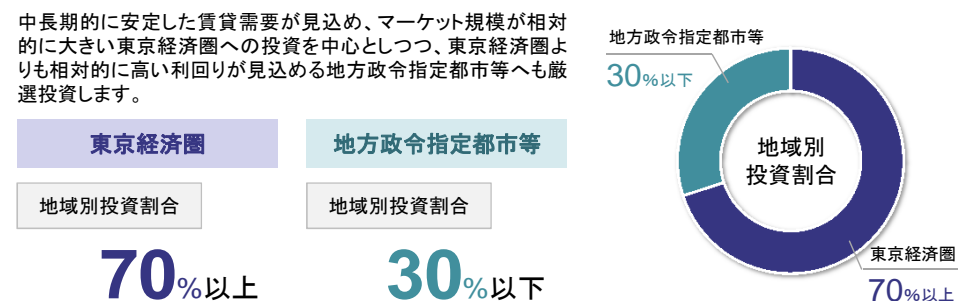 中長期的に安定した賃貸需要が見込め、マーケット規模が相対
的に大きい東京経済圏への投資を中心としつつ、東京経済圏よ
りも相対的に高い利回りが見込める地方政令指定都市等へも厳
選投資します。
東京経済圏
地域別投資割合
70%以上
地方政令指定都市等
地域別投資割合
30%以下
地方政令指定都市等
30%以下
地域別
投資割合
東京経済圏
70%以上